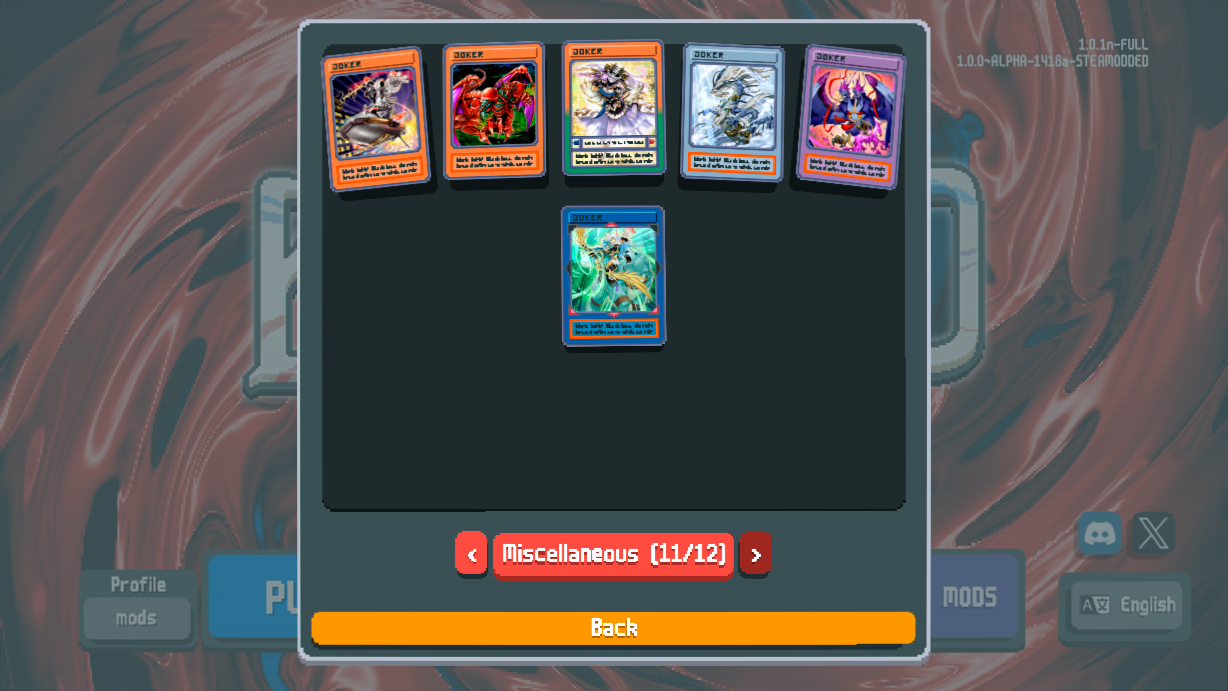 1.0.1n-FULL
1.0.0~ALPHA-1418a-STEAMODDED
JOKER
JOKER
JOKER
JOKER
JOKER
JOKER
<
Miscellaneous (11/12)
>
Profile
mods
PL
MODS
English
Back